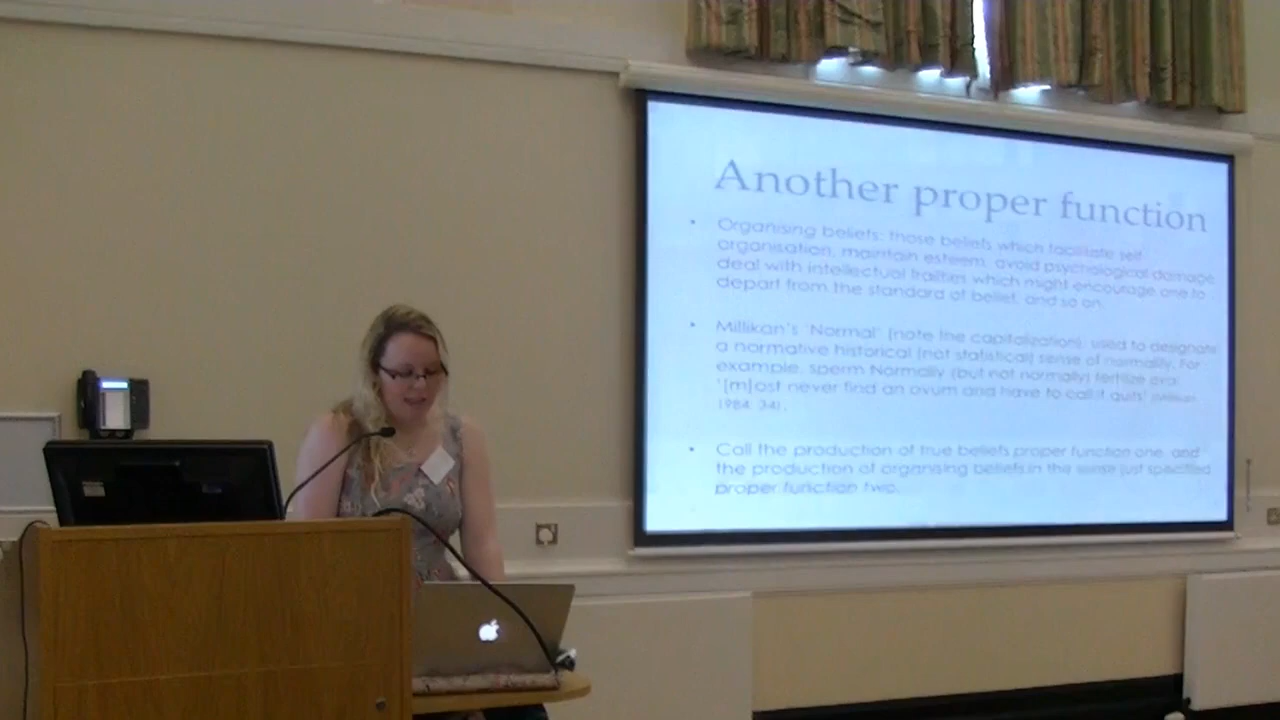 Another proper function
• Organising beliefs: those beliefs which facilitate self
organisation, maintain esteem, avoid psychological damage,
deal with intellectual frailties which might encourage one to
depart from the standard of belief, and so on.
• Millikan's 'Normal' (note the capitalization): used to designate
a normative historical (not statistical) sense of normally. For
example, sperm Normally (but not normally) fertilize ova:
'[m]ost never find an ovum and have to call it quits' (Millikan
1984: 34).
• Call the production of true beliefs proper function one, and
the production of organising beliefs in the sense just specified
proper function two.